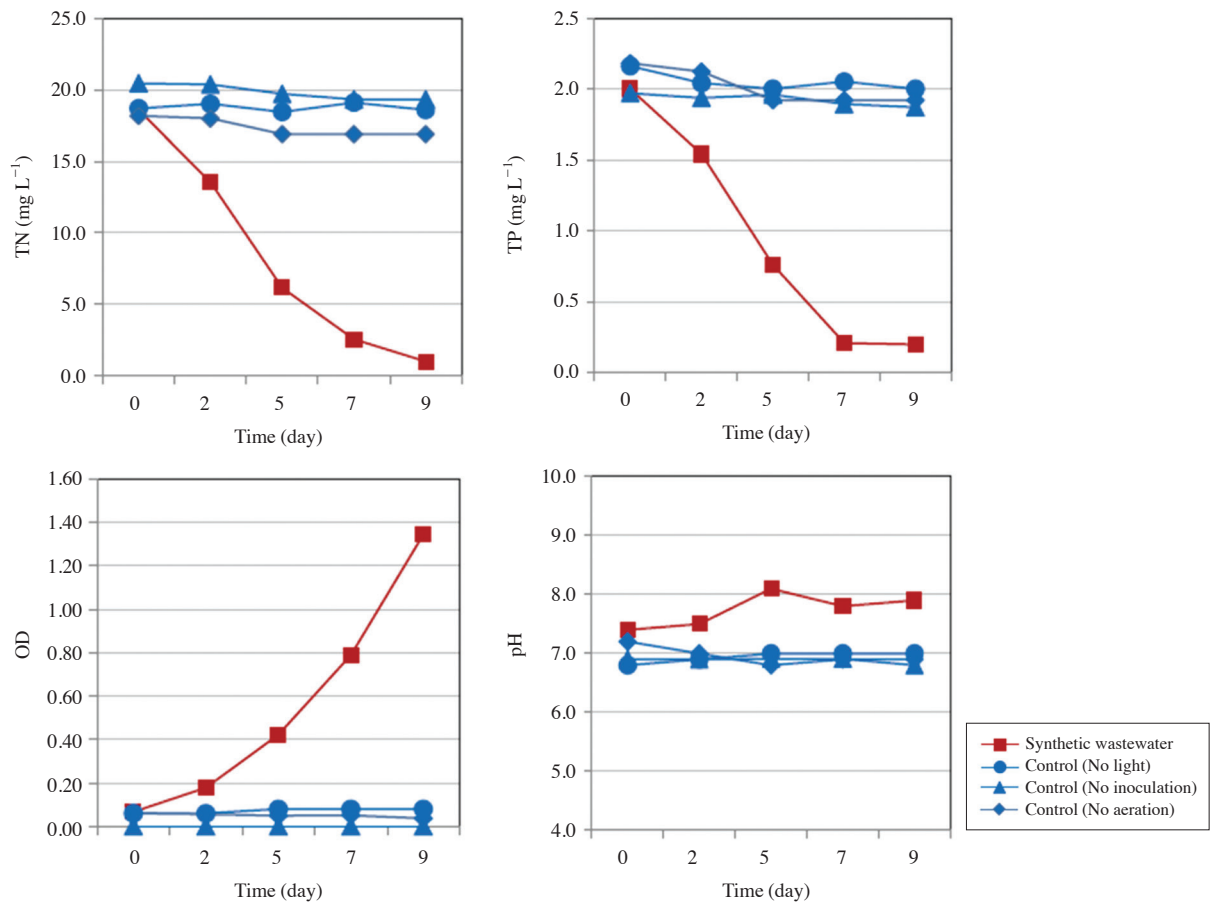 25.0
20.0
15.0
10.0
5.0
0.0
TN (mg L⁻¹)
0 2 5 7 9
Time (day)
2.5
2.0
1.5
1.0
0.5
0.0
TP (mg L⁻¹)
0 2 5 7 9
Time (day)
1.60
1.40
1.20
1.00
0.80
0.60
0.40
0.20
0.00
OD
0 2 5 7 9
Time (day)
10.0
9.0
8.0
7.0
6.0
5.0
4.0
pH
0 2 5 7 9
Time (day)
Synthetic wastewater
Control (No light)
Control (No inoculation)
Control (No aeration)